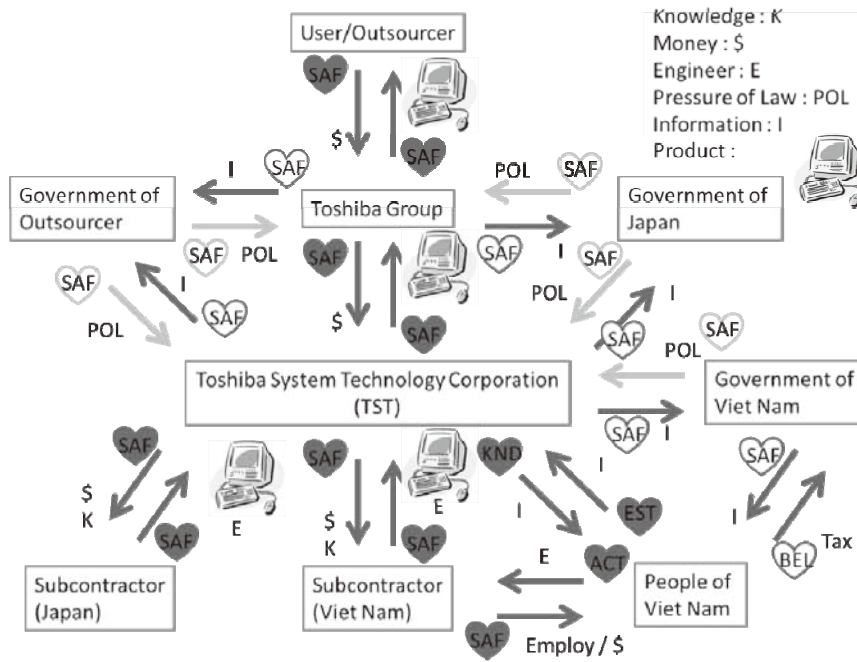 User/Outsourcer
Knowledge : K
Money : $
Engineer : E
Pressure of Law : POL
Information : I
Product :
SAF
$
SAF
I
SAF
POL
SAF
Government of
Outsourcer
Toshiba Group
Government of
Japan
SAF
POL
SAF
SAF
I
SAF
SAF
I
SAF
POL
$
SAF
POL
SAF
I
SAF
POL
SAF
Toshiba System Technology Corporation
(TST)
Government of
Viet Nam
SAF
I
SAF
SAF
KND
SAF
$
K
SAF
E
$
K
E
SAF
I
I
EST
I
BEL
Tax
E
ACT
Subcontractor
(Japan)
Subcontractor
(Viet Nam)
People of
Viet Nam
SAF
Employ / $